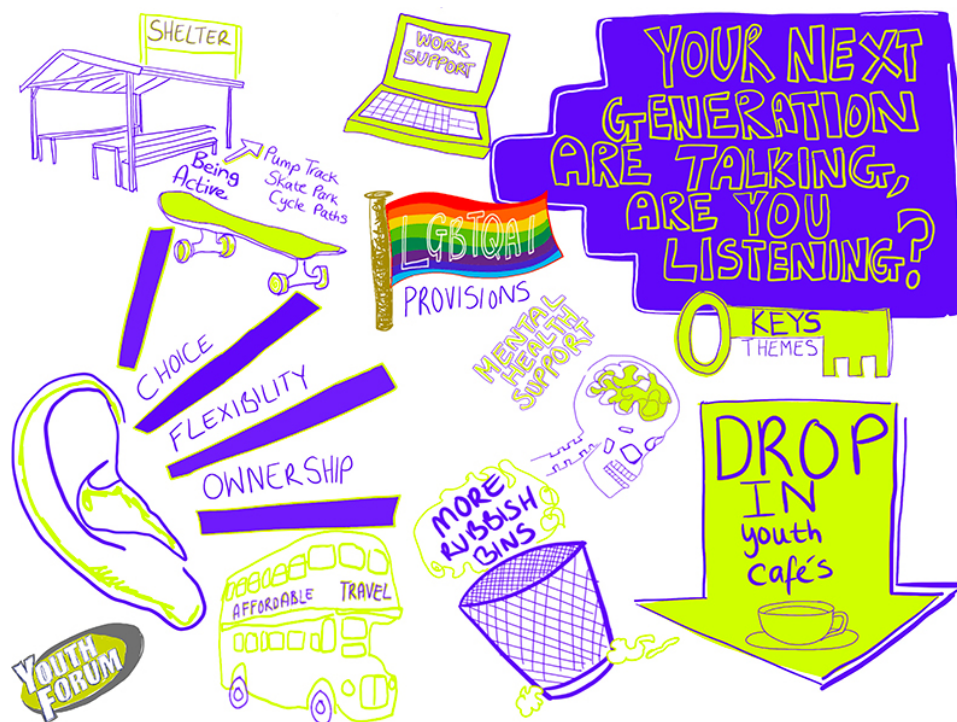 SHELTER
WORK
SUPPORT
YOUR NEXT
GENERATION
ARE TALKING,
ARE YOU
LISTENING?
Being
Active
Pump Track
Skate Park
Cycle Paths
LGBTQAI
PROVISIONS
KEYS
THEMES
MENTAL
HEALTH
SUPPORT
CHOICE
FLEXIBILITY
OWNERSHIP
DROP
IN
youth
café's
MORE
RUBBISH
BINS
AFFORDABLE TRAVEL
YOUTH
FORUM